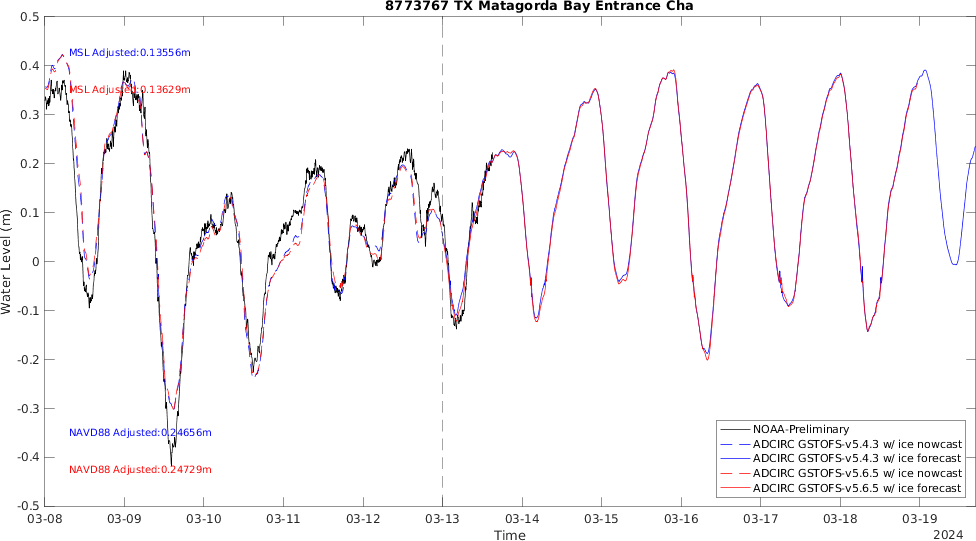 8773767 TX Matagorda Bay Entrance Cha
0.5
0.4
0.3
0.2
0.1
0
-0.1
-0.2
-0.3
-0.4
-0.5
Water Level (m)
MSL Adjusted:0.13556m
MSL Adjusted:0.13629m
NAVD88 Adjusted:0.24656m
NAVD88 Adjusted:0.24729m
NOAA-Preliminary
ADCIRC GSTOFS-v5.4.3 w/ ice nowcast
ADCIRC GSTOFS-v5.4.3 w/ ice forecast
ADCIRC GSTOFS-v5.6.5 w/ ice nowcast
ADCIRC GSTOFS-v5.6.5 w/ ice forecast
03-08 03-09 03-10 03-11 03-12 03-13 03-14 03-15 03-16 03-17 03-18 03-19
Time
2024